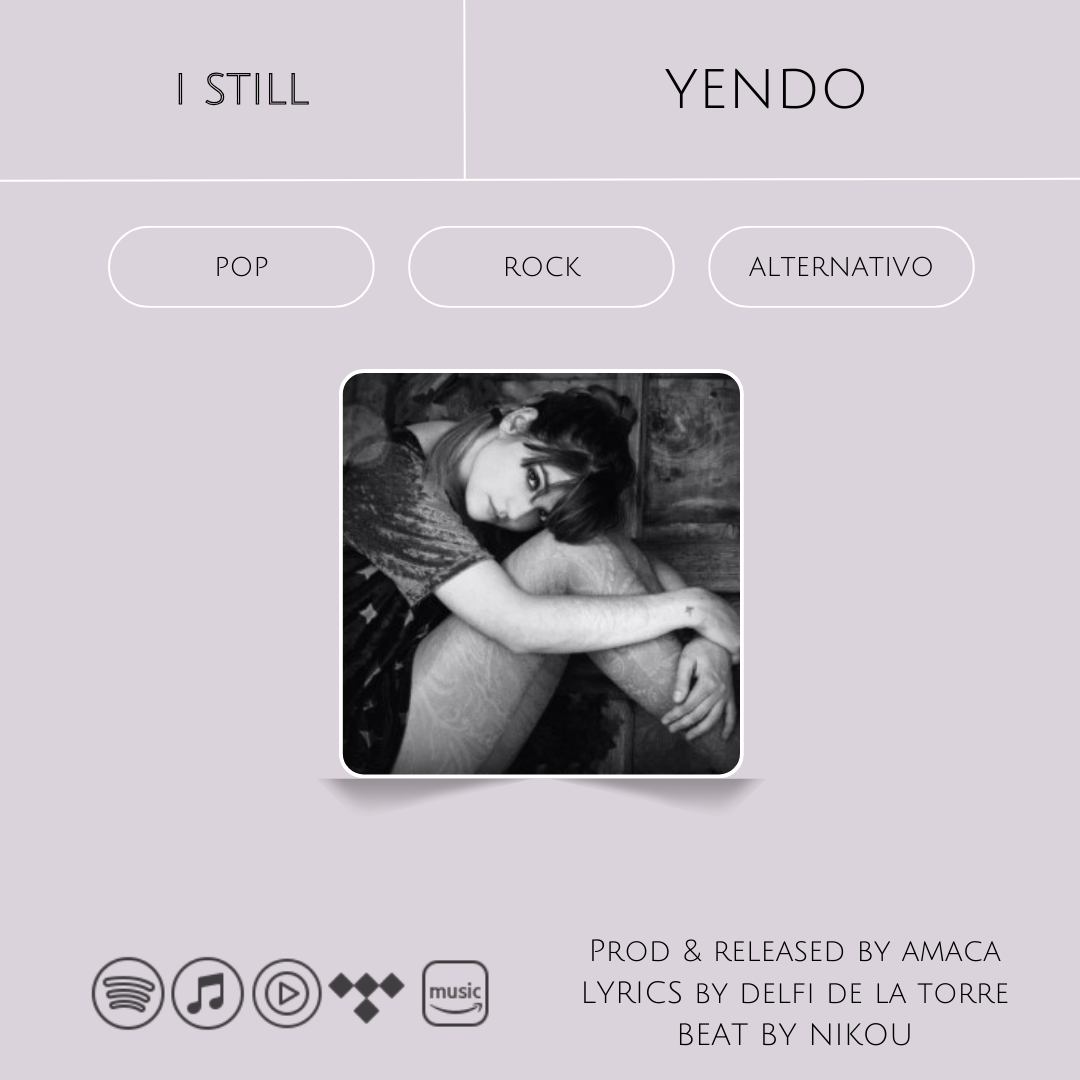 I STILL
YENDO
POP
ROCK
ALTERNATIVO
PROD & RELEASED BY AMACA
LYRICS BY DELFI DE LA TORRE
BEAT BY NIKOU
music